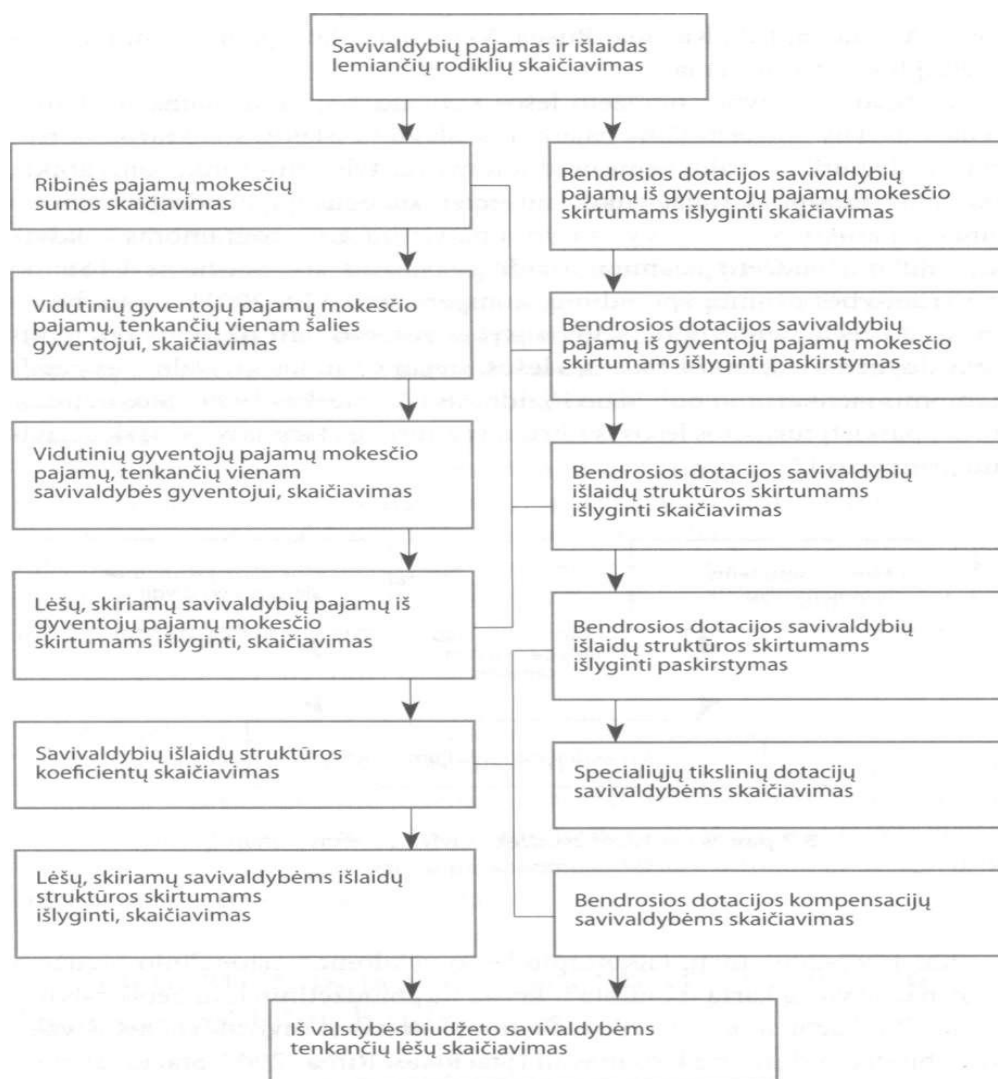 Savivaldybių pajamas ir išlaidas
lemiančių rodiklių skaičiavimas
Ribinės pajamų mokesčių
sumos skaičiavimas
Vidutinių gyventojų pajamų mokesčio
pajamų, tenkančių vienam šalies
gyventojui, skaičiavimas
Vidutinių gyventojų pajamų mokesčio
pajamų, tenkančių vienam
savivaldybės gyventojui, skaičiavimas
Lėšų, skiriamų savivaldybių pajamų iš
gyventojų pajamų mokesčio
skirtumams išlyginti, skaičiavimas
Savivaldybių išlaidų struktūros
koeficientų skaičiavimas
Lėšų, skiriamų savivaldybėms išlaidų
struktūros skirtumams
išlyginti, skaičiavimas
Bendrosios dotacijos savivaldybių
pajamų iš gyventojų pajamų mokesčio
skirtumams išlyginti skaičiavimas
Bendrosios dotacijos savivaldybių
pajamų iš gyventojų pajamų mokesčio
skirtumams išlyginti paskirstymas
Bendrosios dotacijos savivaldybių
išlaidų struktūros skirtumams
išlyginti skaičiavimas
Bendrosios dotacijos savivaldybių
išlaidų struktūros skirtumams
išlyginti paskirstymas
Specialiųjų tikslinių dotacijų
savivaldybėms skaičiavimas
Bendrosios dotacijos kompensacijų
savivaldybėms skaičiavimas
Iš valstybės biudžeto savivaldybėms
tenkančių lėšų skaičiavimas